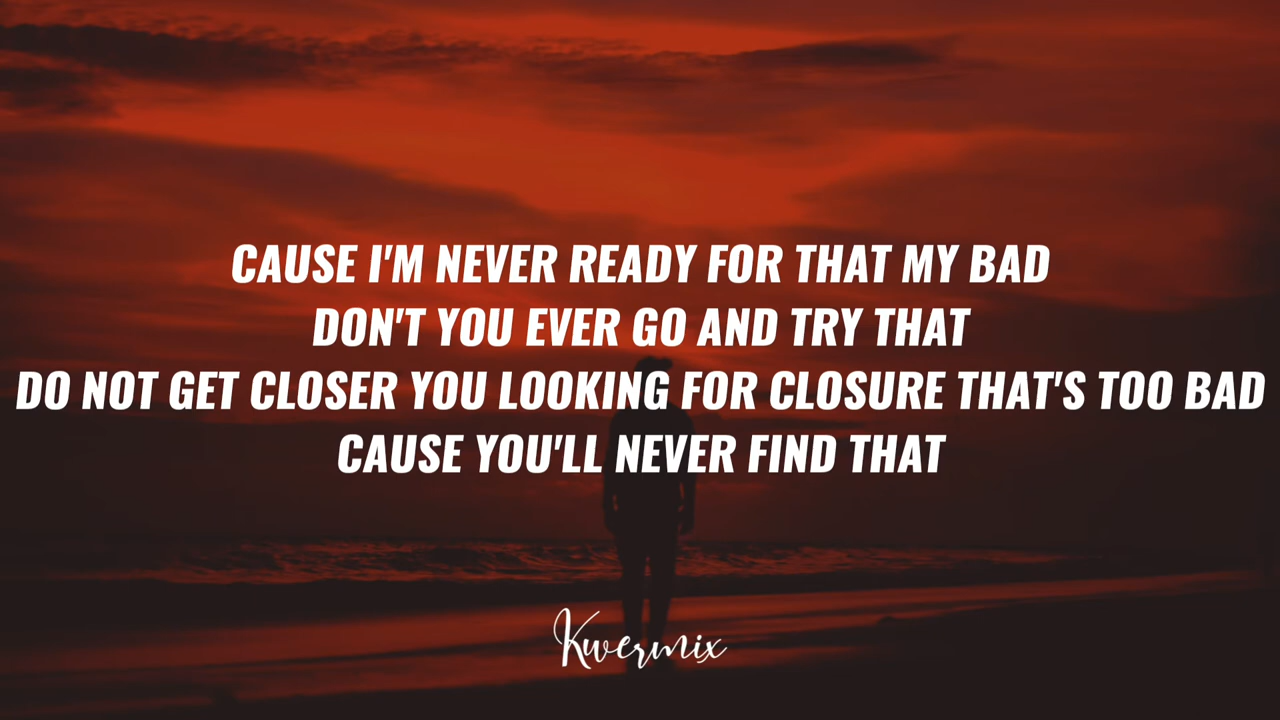 CAUSE I'M NEVER READY FOR THAT MY BAD
DON'T YOU EVER GO AND TRY THAT
DO NOT GET CLOSER YOU LOOKING FOR CLOSURE THAT'S TOO BAD
CAUSE YOU'LL NEVER FIND THAT
Kwermix